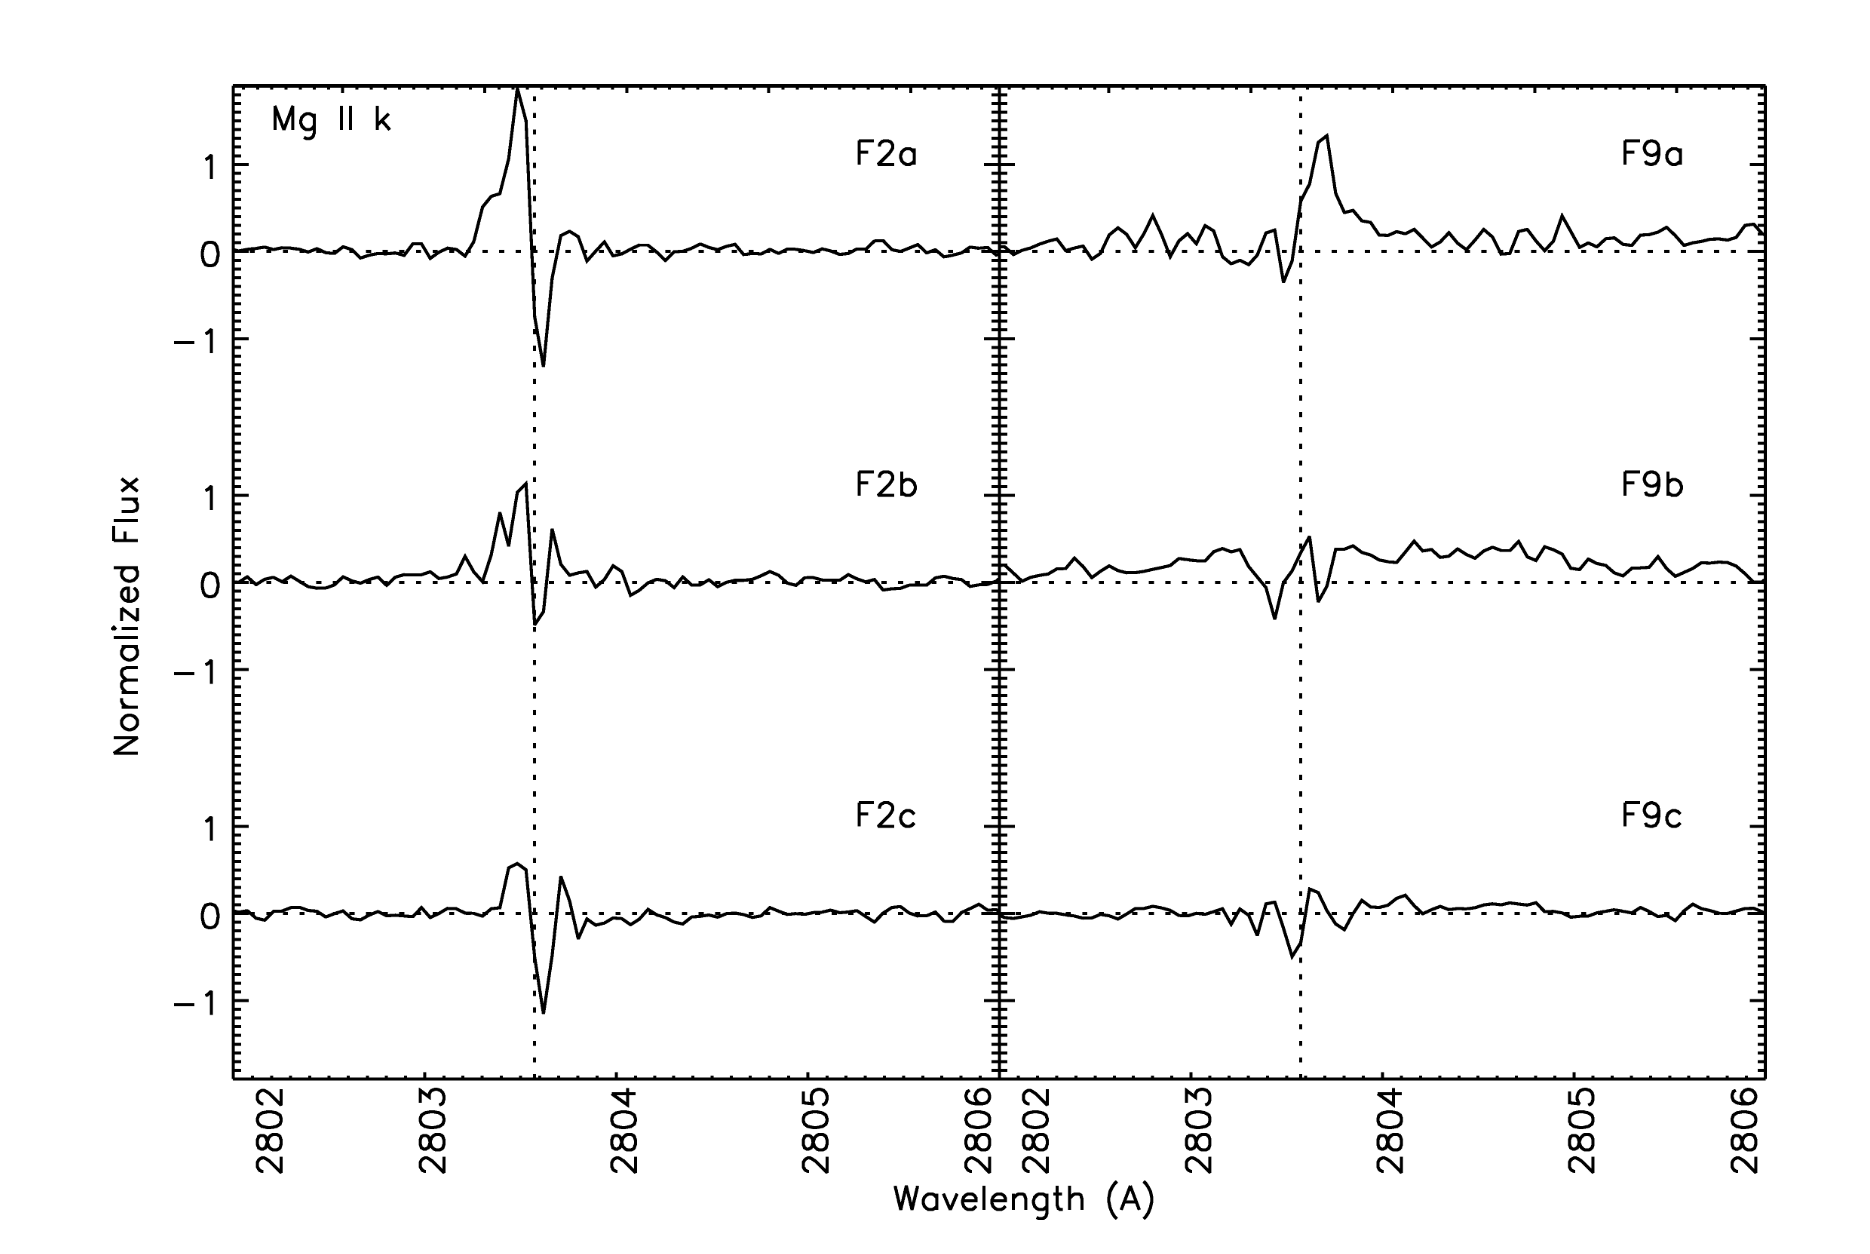 Mg II k
F2a
F9a
1
0
−1
F2b
F9b
1
0
−1
F2c
F9c
1
0
−1
Normalized Flux
2802 2803 2804 2805 2806 2802 2803 2804 2805 2806
Wavelength (A)